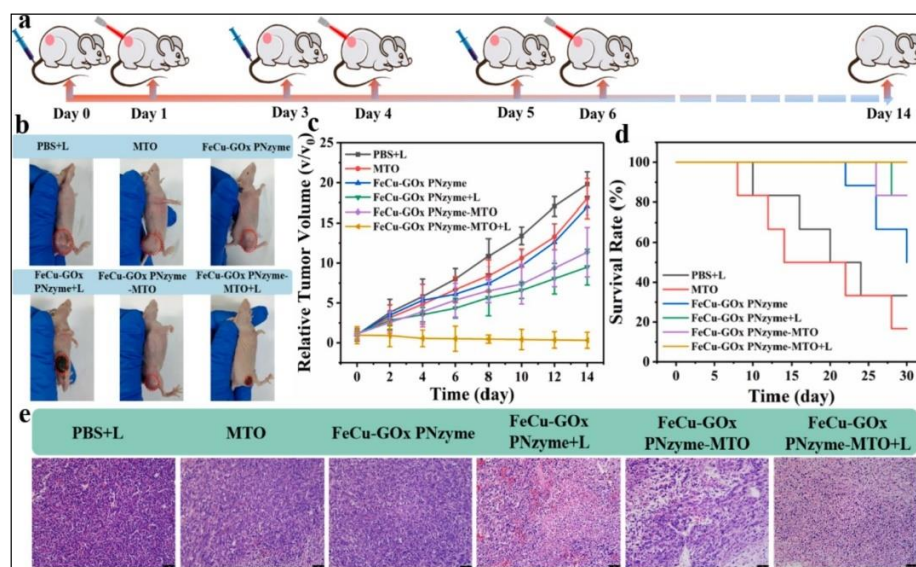 a
Day 0 Day 1 Day 3 Day 4 Day 5 Day 6 Day 14
b
PBS+L MTO FeCu-GOx PNzyme
FeCu-GOx PNzyme+L
FeCu-GOx PNzyme -MTO
FeCu-GOx PNzyme-MTO+L
c
Relative Tumor Volume (v/v₀)
25
20
15
10
5
0
PBS+L
MTO
FeCu-GOx PNzyme
FeCu-GOx PNzyme+L
FeCu-GOx PNzyme-MTO
FeCu-GOx PNzyme-MTO+L
0 2 4 6 8 10 12 14
Time (day)
d
Survival Rate (%)
100
80
60
40
20
0
PBS+L
MTO
FeCu-GOx PNzyme
FeCu-GOx PNzyme+L
FeCu-GOx PNzyme-MTO
FeCu-GOx PNzyme-MTO+L
0 5 10 15 20 25 30
Time (day)
e
PBS+L
MTO
FeCu-GOx PNzyme
FeCu-GOx
PNzyme+L
FeCu-GOx
PNzyme-MTO
FeCu-GOx
PNzyme-MTO+L